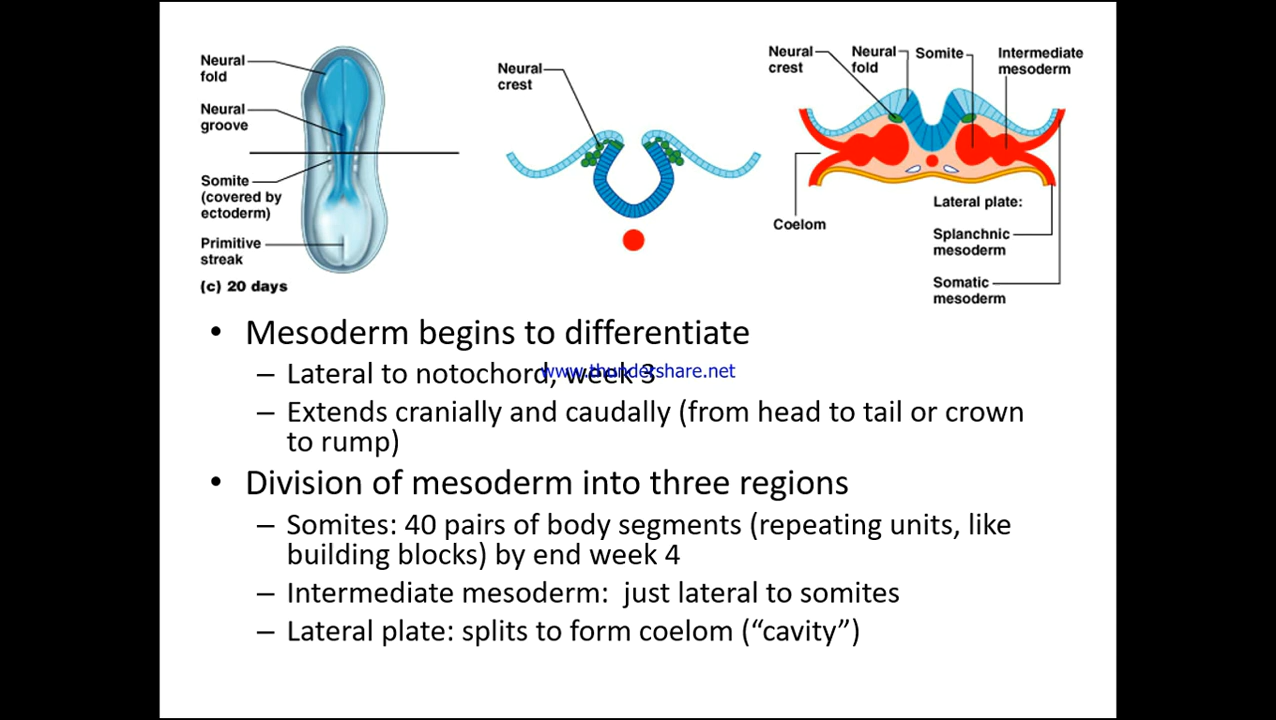 Neural
fold
Neural
groove
Somite
(covered by
ectoderm)
Primitive
streak
(c) 20 days
Neural
crest
Neural
crest
Neural
fold
Somite
Intermediate
mesoderm
Coelom
Lateral plate:
Splanchnic
mesoderm
Somatic
mesoderm
• Mesoderm begins to differentiate
– Lateral to notochord, week 3
www.thundershare.net
– Extends cranially and caudally (from head to tail or crown
to rump)
• Division of mesoderm into three regions
– Somites: 40 pairs of body segments (repeating units, like
building blocks) by end week 4
– Intermediate mesoderm:  just lateral to somites
– Lateral plate: splits to form coelom (“cavity”)